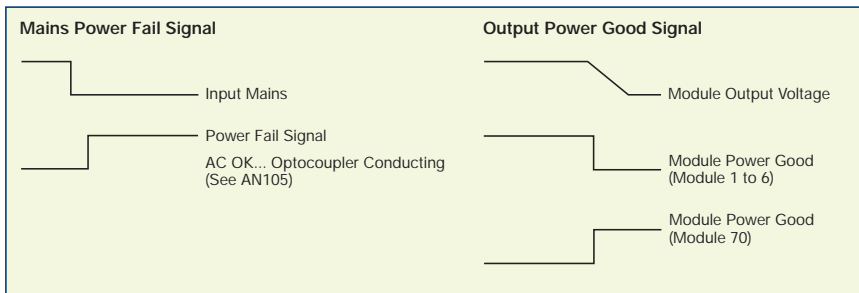 Mains Power Fail Signal
Input Mains
Power Fail Signal
AC OK... Optocoupler Conducting
(See AN105)
Output Power Good Signal
Module Output Voltage
Module Power Good
(Module 1 to 6)
Module Power Good
(Module 70)